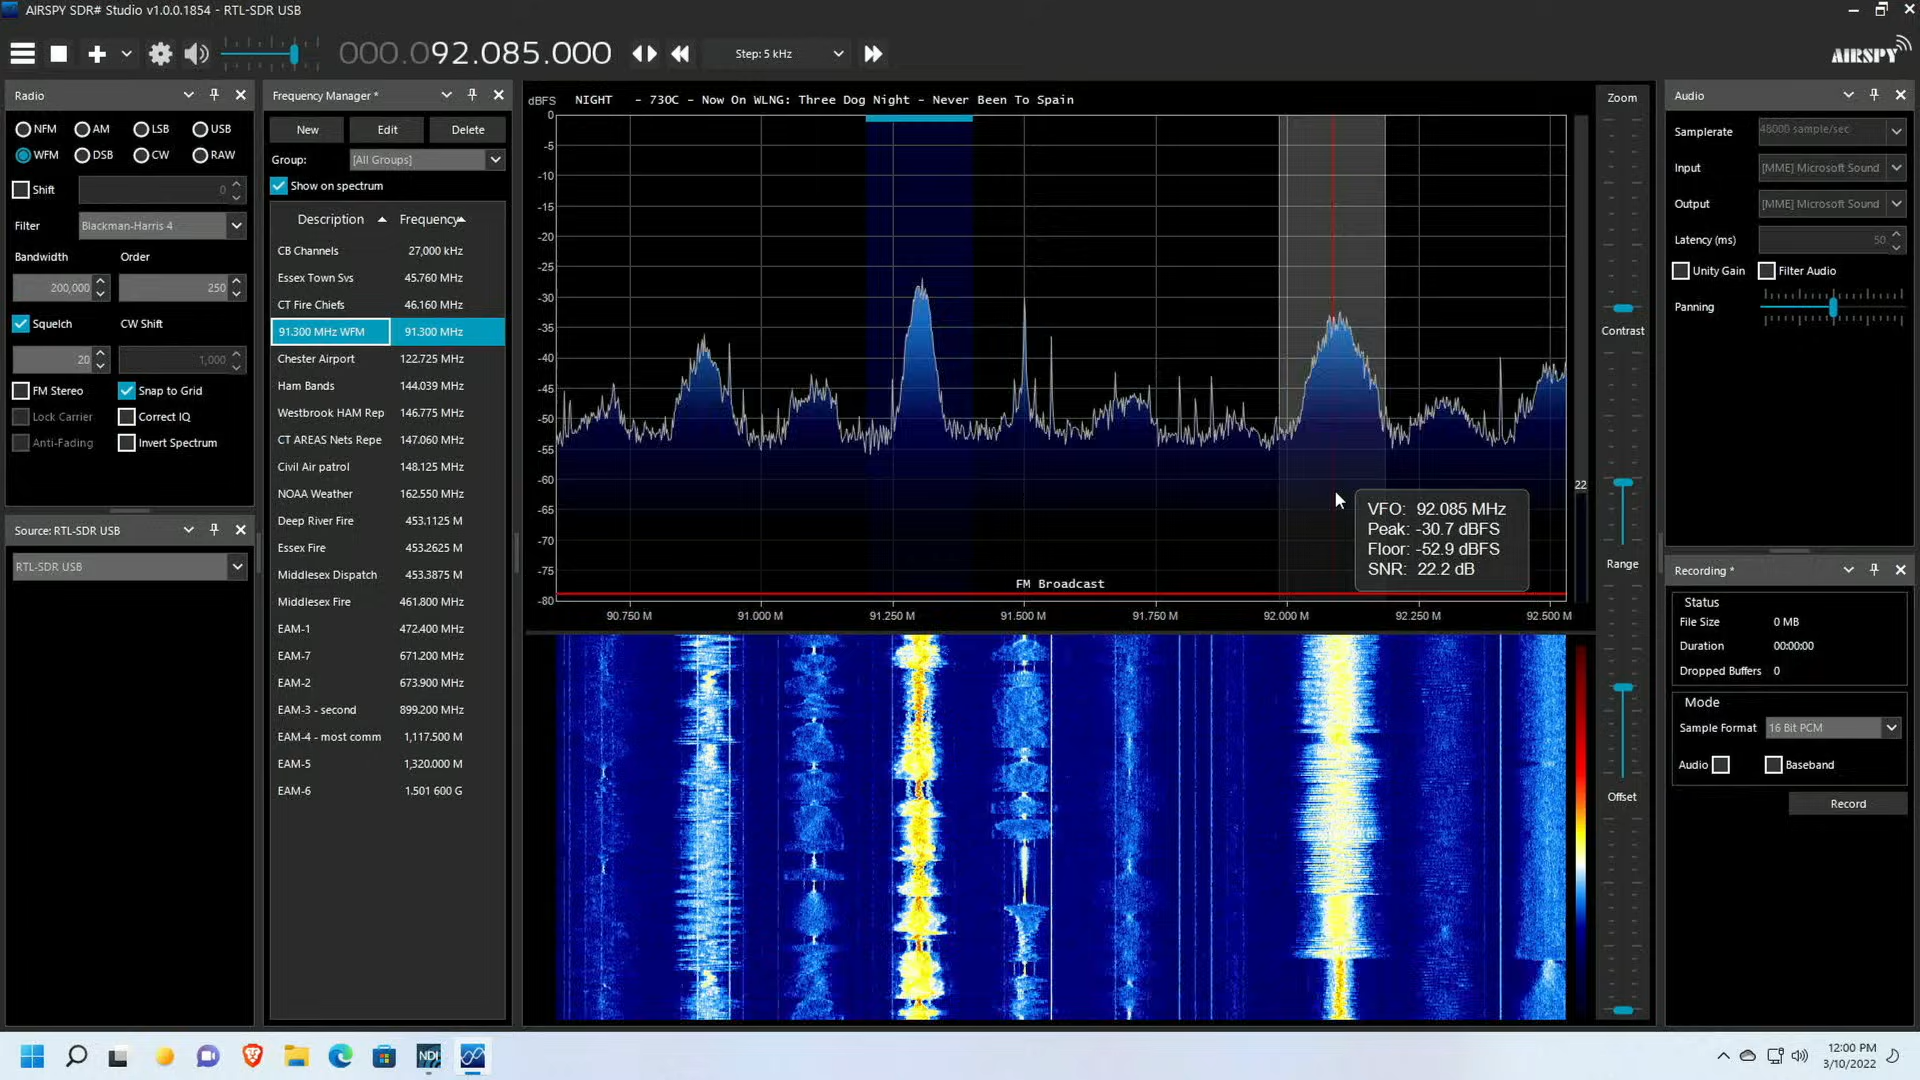 AIRSPY SDR# Studio v1.0.0.1854 - RTL-SDR USB
000.092.085.000
Step: 5 kHz
AIRSPY
Radio
NFM AM LSB USB
WFM DSB CW RAW
Shift 0
Filter Blackman-Harris 4
Bandwidth Order
200,000 250
Squelch CW Shift
20 1,000
FM Stereo Snap to Grid
Lock Carrier Correct IQ
Anti-Fading Invert Spectrum
Source: RTL-SDR USB
RTL-SDR USB
Frequency Manager *
New Edit Delete
Group: [All Groups]
Show on spectrum
Description Frequency
CB Channels 27,000 kHz
Essex Town Svs 45.760 MHz
CT Fire Chiefs 46.160 MHz
91.300 MHz WFM 91.300 MHz
Chester Airport 122.725 MHz
Ham Bands 144.039 MHz
Westbrook HAM Rep 146.775 MHz
CT AREAS Nets Repe 147.060 MHz
Civil Air patrol 148.125 MHz
NOAA Weather 162.550 MHz
Deep River Fire 453.1125 M
Essex Fire 453.2625 M
Middlesex Dispatch 453.3875 M
Middlesex Fire 461.800 MHz
EAM-1 472.400 MHz
EAM-7 671.200 MHz
EAM-2 673.900 MHz
EAM-3 - second 899.200 MHz
EAM-4 - most comm 1,117.500 M
EAM-5 1,320.000 M
EAM-6 1.501 600 G
dBFS NIGHT - 730C - Now On WLNG: Three Dog Night - Never Been To Spain
0
-5
-10
-15
-20
-25
-30
-35
-40
-45
-50
-55
-60
-65
-70
-75
-80
22
VFO: 92.085 MHz
Peak: -30.7 dBFS
Floor: -52.9 dBFS
SNR: 22.2 dB
FM Broadcast
90.750 M 91.000 M 91.250 M 91.500 M 91.750 M 92.000 M 92.250 M 92.500 M
Zoom
Contrast
Range
Offset
Audio
Samplerate 48000 sample/sec
Input [MME] Microsoft Sound
Output [MME] Microsoft Sound
Latency (ms) 50
Unity Gain Filter Audio
Panning
Recording *
Status
File Size 0 MB
Duration 00:00:00
Dropped Buffers 0
Mode
Sample Format 16 Bit PCM
Audio Baseband
Record
NDI
12:00 PM
3/10/2022